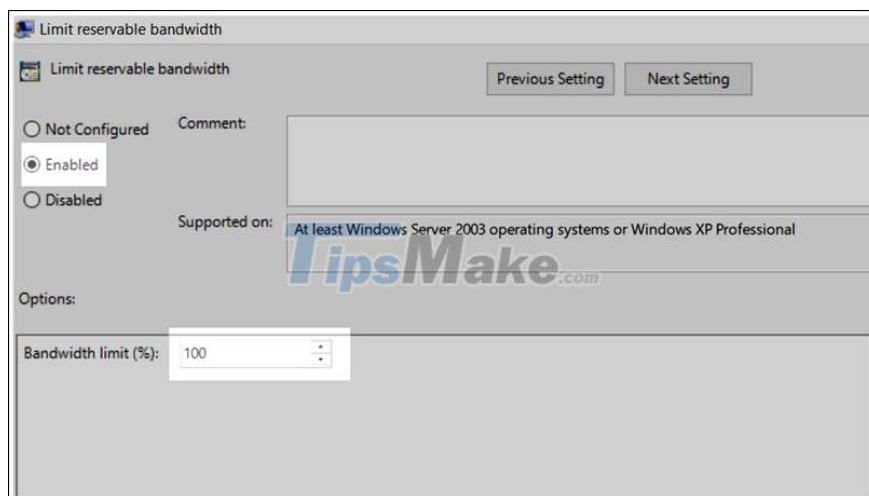 Limit reservable bandwidth
Limit reservable bandwidth
Previous Setting
Next Setting
Not Configured
Comment:
Enabled
Disabled
Supported on:
At least Windows Server 2003 operating systems or Windows XP Professional
TipsMake.com
Options:
Bandwidth limit (%):
100